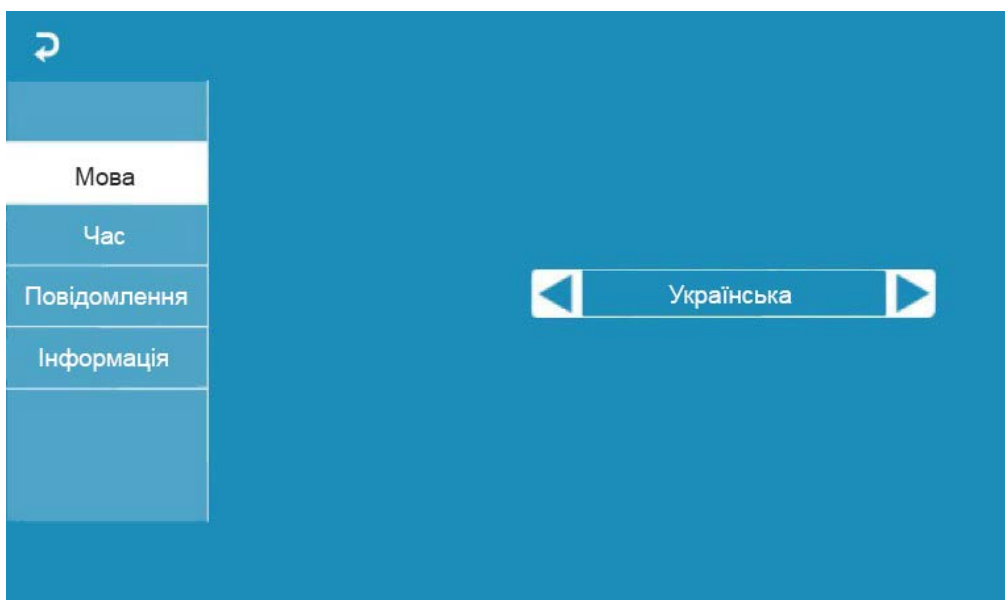 Мова
Час
Повідомлення
Інформація
Українська